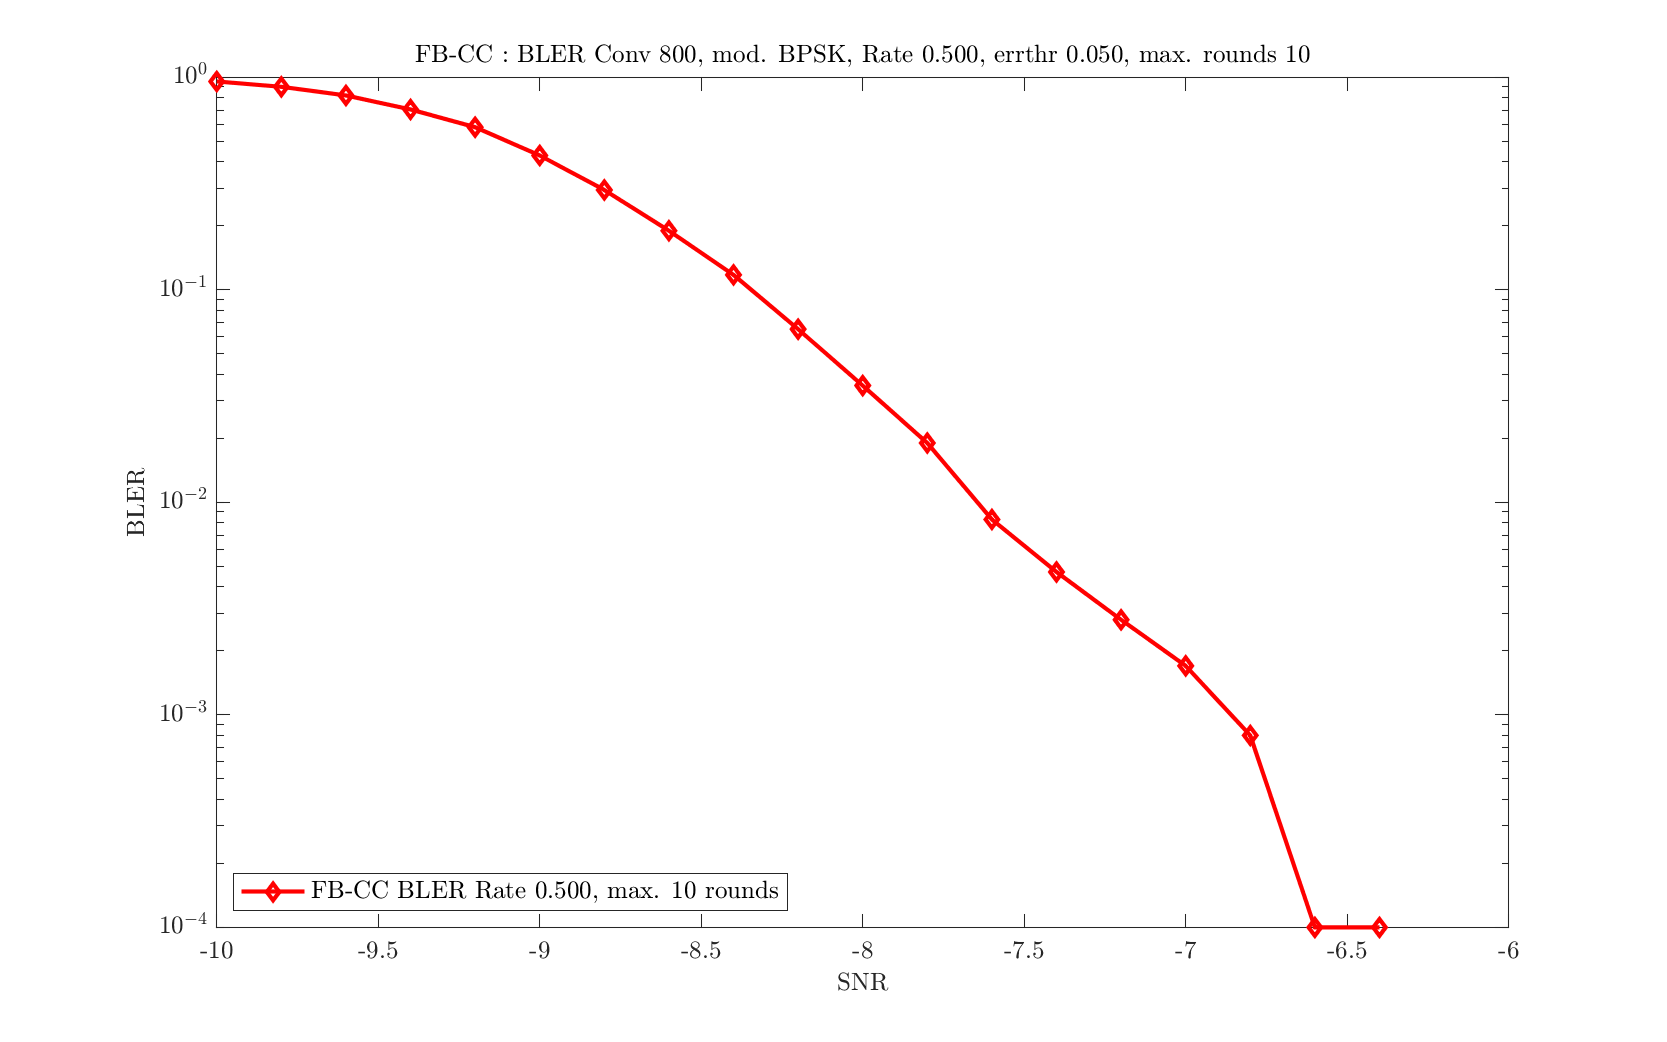 FB-CC : BLER Conv 800, mod. BPSK, Rate 0.500, errthr 0.050, max. rounds 10
10⁰
10⁻¹
10⁻²
10⁻³
10⁻⁴
BLER
FB-CC BLER Rate 0.500, max. 10 rounds
-10 -9.5 -9 -8.5 -8 -7.5 -7 -6.5 -6
SNR